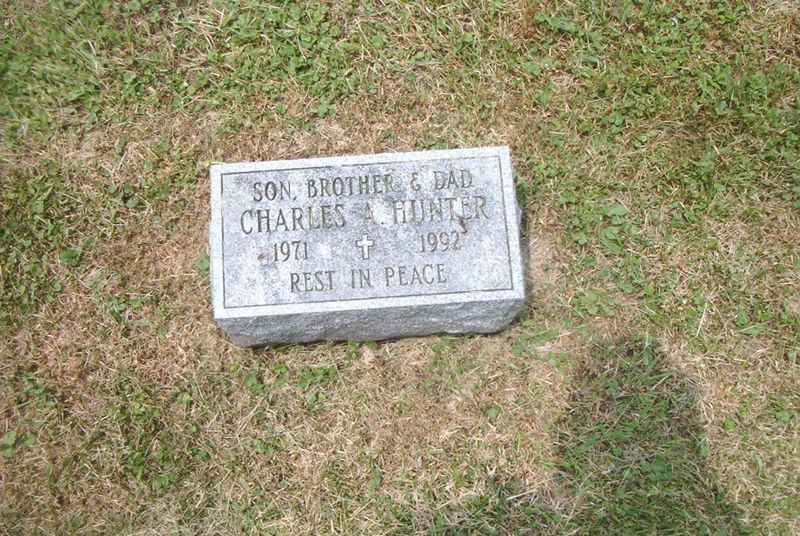 SON, BROTHER & DAD
CHARLES A. HUNTER
1971 1992
REST IN PEACE